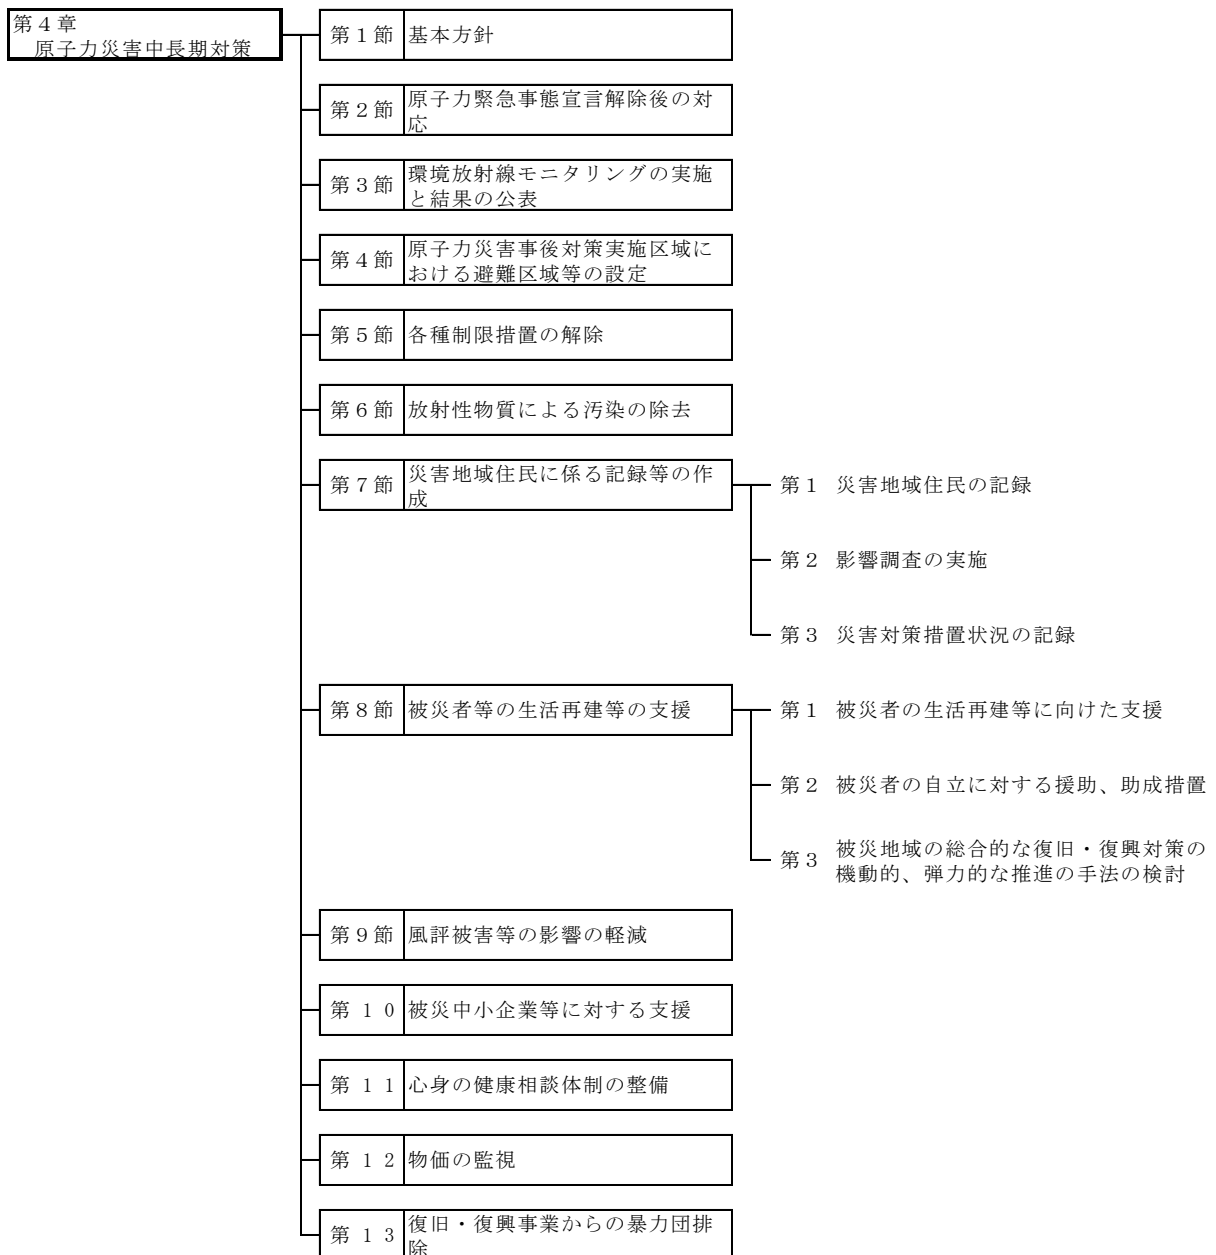 第４章
原子力災害中長期対策
第１節 基本方針
第２節 原子力緊急事態宣言解除後の対
応
第３節 環境放射線モニタリングの実施
と結果の公表
第４節 原子力災害事後対策実施区域に
おける避難区域等の設定
第５節 各種制限措置の解除
第６節 放射性物質による汚染の除去
第７節 災害地域住民に係る記録等の作
成
第１ 災害地域住民の記録
第２ 影響調査の実施
第３ 災害対策措置状況の記録
第８節 被災者等の生活再建等の支援
第１ 被災者の生活再建等に向けた支援
第２ 被災者の自立に対する援助、助成措置
第３ 被災地域の総合的な復旧・復興対策の
機動的、弾力的な推進の手法の検討
第９節 風評被害等の影響の軽減
第 １０ 被災中小企業等に対する支援
第 １１ 心身の健康相談体制の整備
第 １２ 物価の監視
第 １３ 復旧・復興事業からの暴力団排
除